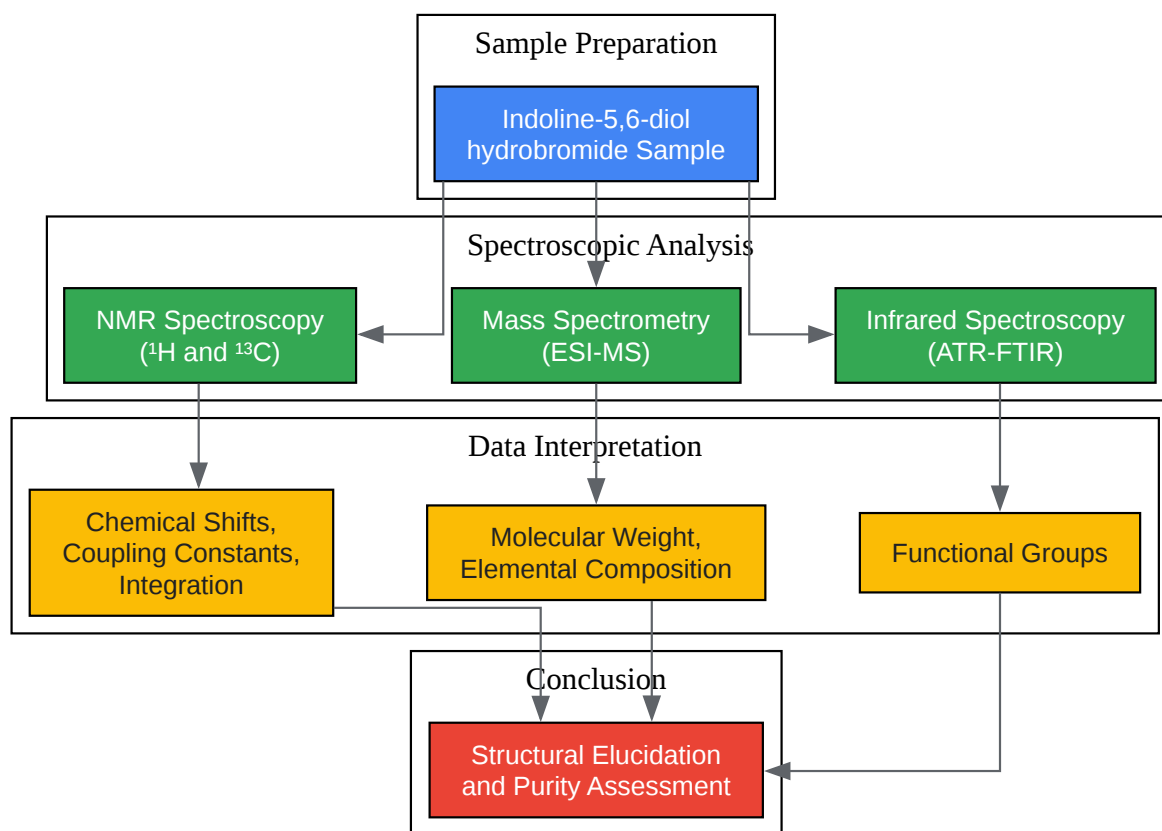 Sample Preparation
Indoline-5,6-diol
hydrobromide Sample
Spectroscopic Analysis
NMR Spectroscopy
(¹H and ¹³C)
Mass Spectrometry
(ESI-MS)
Infrared Spectroscopy
(ATR-FTIR)
Data Interpretation
Chemical Shifts,
Coupling Constants,
Integration
Molecular Weight,
Elemental Composition
Functional Groups
Conclusion
Structural Elucidation
and Purity Assessment